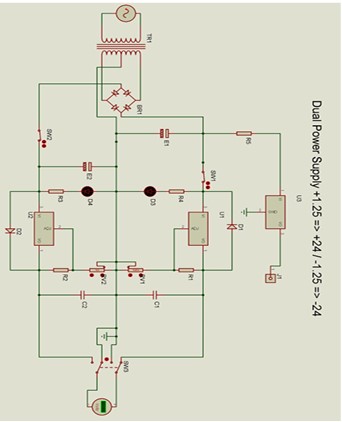 Dual Power Supply +1.25 => +24 / -1.25 => -24
TR1
BR1
SW2
E1
R5
SW1
U3
E2
R3
D4
D3
R4
D2
U2
U1
D1
J1
R2
RV2
RV1
R1
C2
C1
SW3